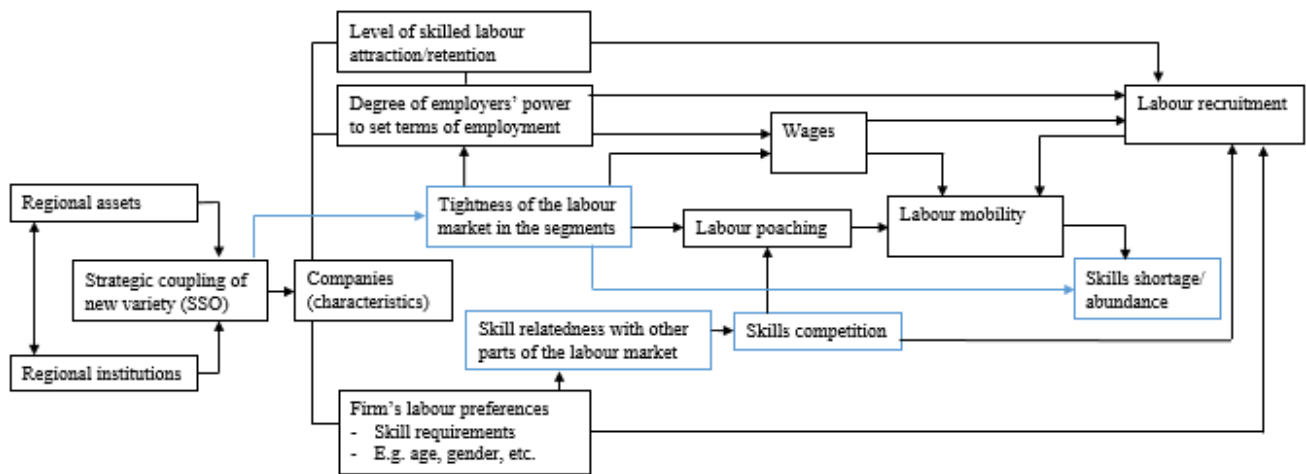 Level of skilled labour
attraction/retention
Degree of employers' power
to set terms of employment
Labour recruitment
Wages
Regional assets
Tightness of the labour
market in the segments
Labour poaching
Labour mobility
Strategic coupling of
new variety (SSO)
Companies
(characteristics)
Skills shortage/
abundance
Skill relatedness with other
parts of the labour market
Skills competition
Regional institutions
Firm's labour preferences
- Skill requirements
- E.g. age, gender, etc.